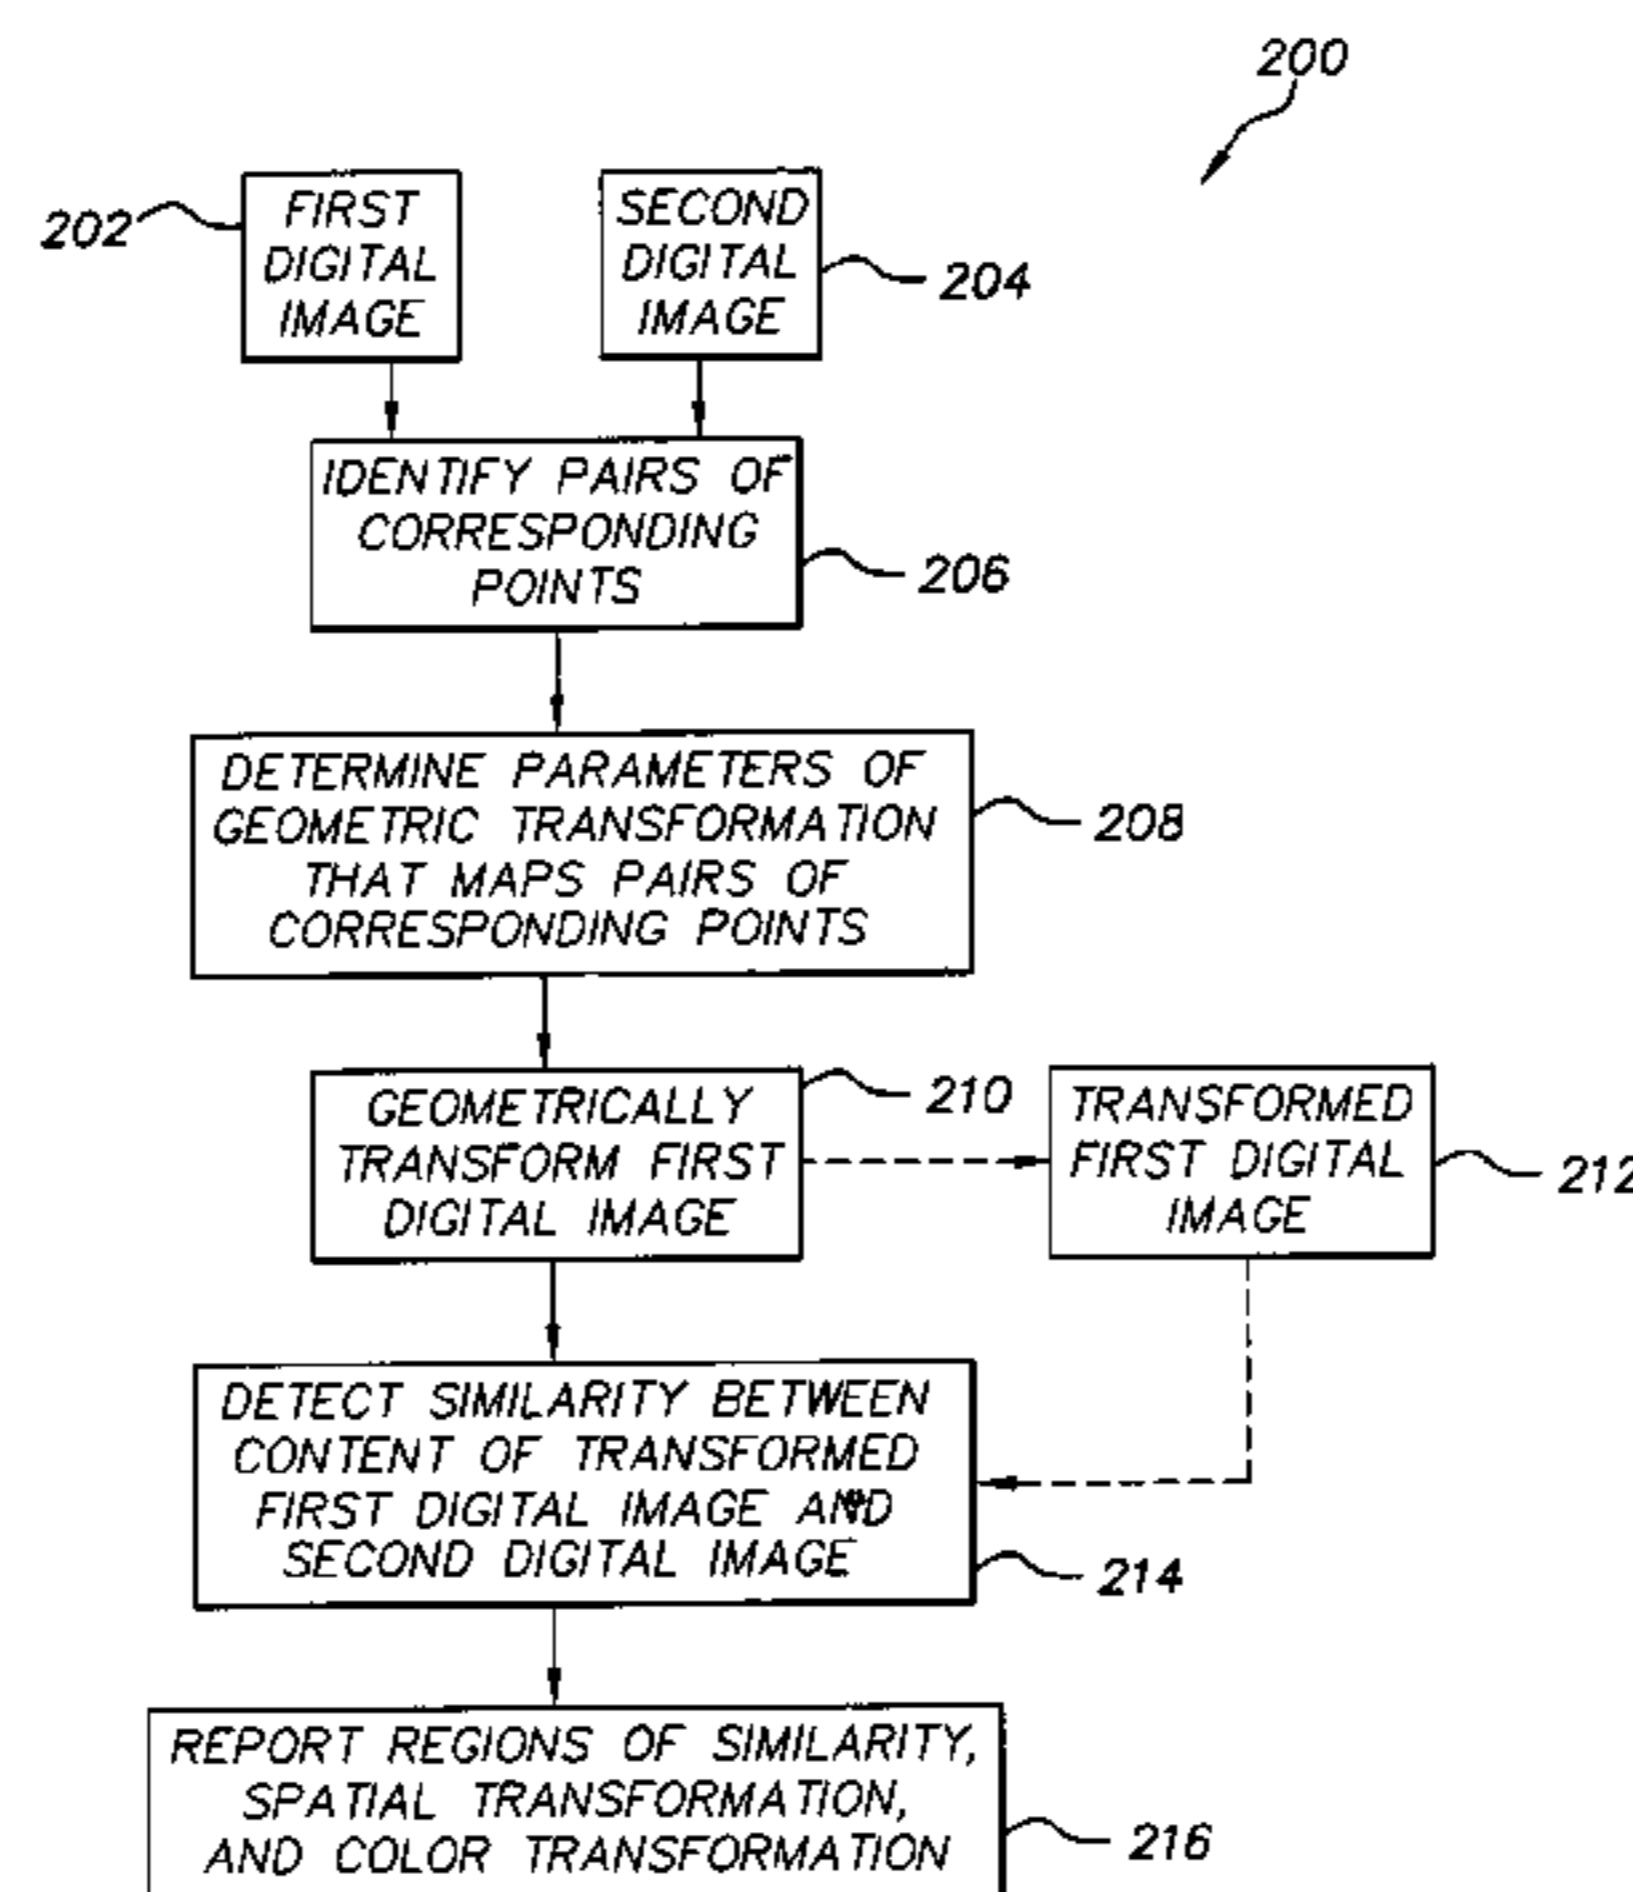 200
202
FIRST
DIGITAL
IMAGE
SECOND
DIGITAL
IMAGE
204
IDENTIFY PAIRS OF
CORRESPONDING
POINTS
206
DETERMINE PARAMETERS OF
GEOMETRIC TRANSFORMATION
THAT MAPS PAIRS OF
CORRESPONDING POINTS
208
GEOMETRICALLY
TRANSFORM FIRST
DIGITAL IMAGE
210
TRANSFORMED
FIRST DIGITAL
IMAGE
212
DETECT SIMILARITY BETWEEN
CONTENT OF TRANSFORMED
FIRST DIGITAL IMAGE AND
SECOND DIGITAL IMAGE
214
REPORT REGIONS OF SIMILARITY,
SPATIAL TRANSFORMATION,
AND COLOR TRANSFORMATION
216